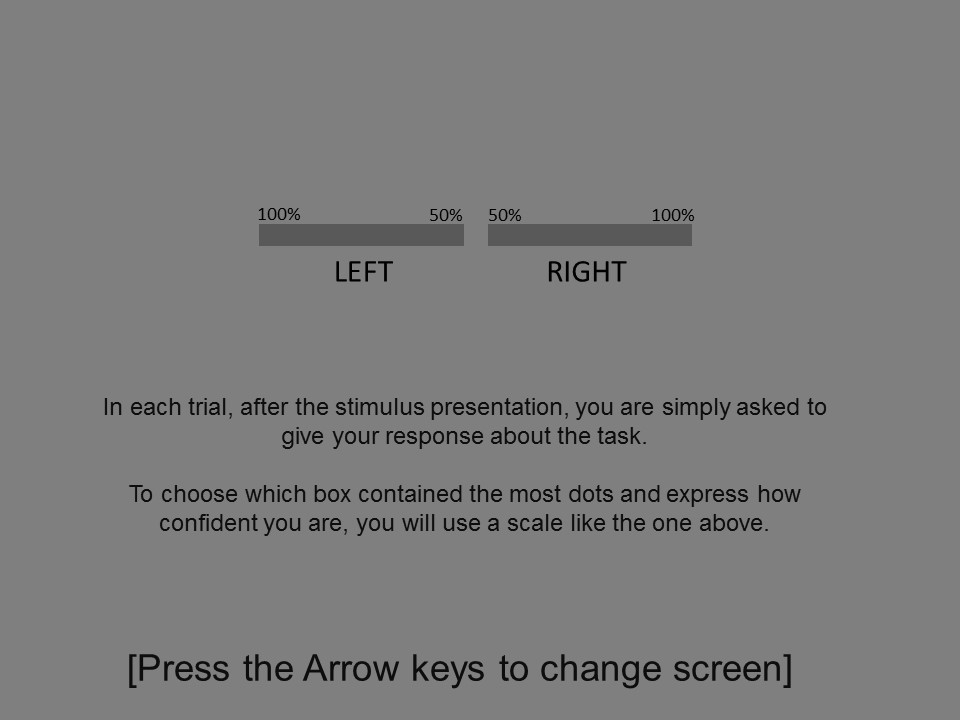 100% 50% 50% 100%
LEFT RIGHT
In each trial, after the stimulus presentation, you are simply asked to
give your response about the task.
To choose which box contained the most dots and express how
confident you are, you will use a scale like the one above.
[Press the Arrow keys to change screen]